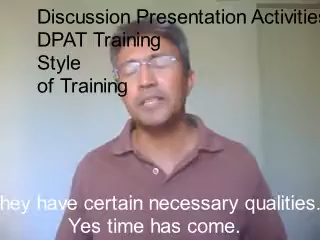 Discussion Presentation Activities
DPAT Training
Style
of Training
hey have certain necessary qualities.
Yes time has come.